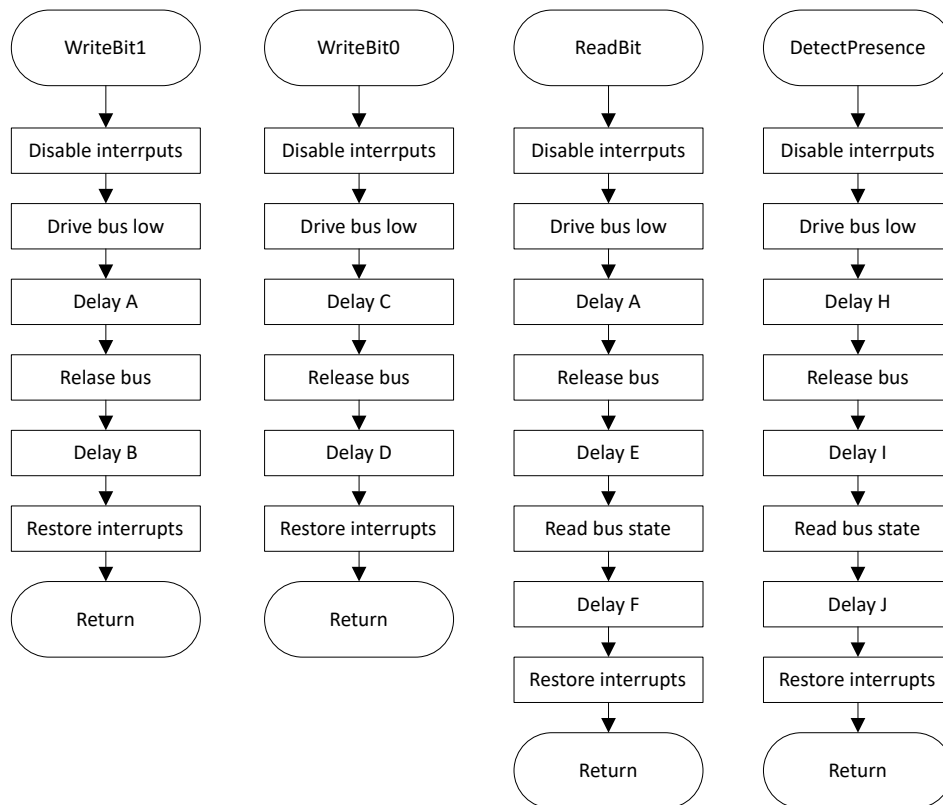 WriteBit1
Disable interrputs
Drive bus low
Delay A
Relase bus
Delay B
Restore interrupts
Return
WriteBit0
Disable interrputs
Drive bus low
Delay C
Release bus
Delay D
Restore interrupts
Return
ReadBit
Disable interrputs
Drive bus low
Delay A
Release bus
Delay E
Read bus state
Delay F
Restore interrupts
Return
DetectPresence
Disable interrputs
Drive bus low
Delay H
Release bus
Delay I
Read bus state
Delay J
Restore interrupts
Return